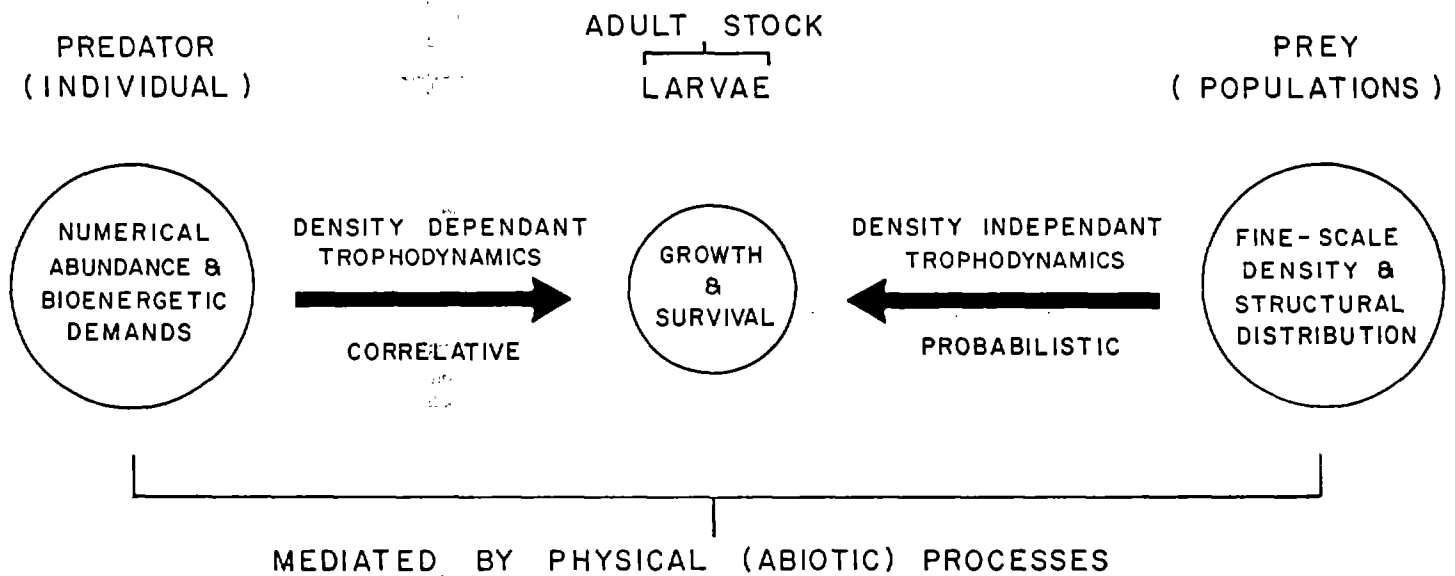 PREDATOR
(INDIVIDUAL)
ADULT STOCK
LARVAE
PREY
(POPULATIONS)
NUMERICAL
ABUNDANCE &
BIOENERGETIC
DEMANDS
DENSITY DEPENDANT
TROPHODYNAMICS
CORRELATIVE
GROWTH
&
SURVIVAL
DENSITY INDEPENDANT
TROPHODYNAMICS
PROBABILISTIC
FINE-SCALE
DENSITY &
STRUCTURAL
DISTRIBUTION
MEDIATED BY PHYSICAL (ABIOTIC) PROCESSES